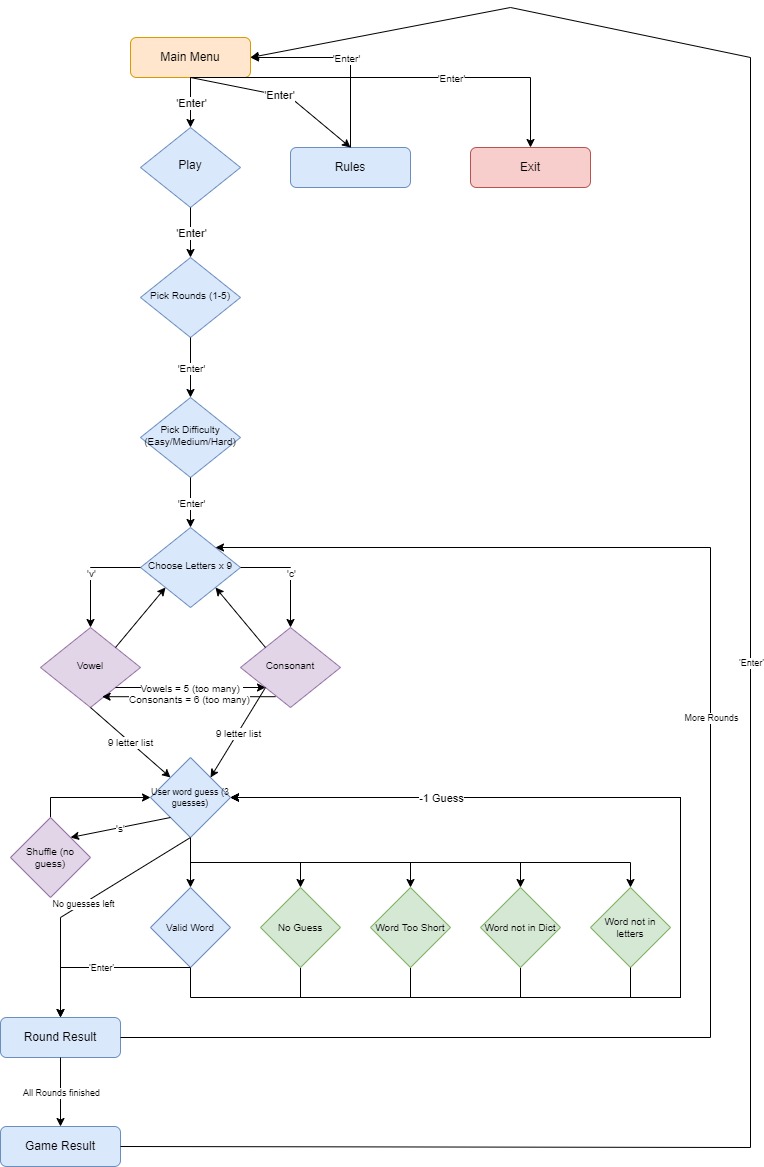 Main Menu
'Enter'
'Enter'
'Enter'
'Enter'
Play
Rules
Exit
'Enter'
Pick Rounds (1-5)
'Enter'
Pick Difficulty
(Easy/Medium/Hard)
'Enter'
Choose Letters x 9
'v'
'c'
Vowel
Consonant
'Enter'
Vowels = 5 (too many)
Consonants = 6 (too many)
More Rounds
9 letter list
9 letter list
User word guess (3
guesses)
-1 Guess
's'
Shuffle (no
guess)
No guesses left
Valid Word
No Guess
Word Too Short
Word not in Dict
Word not in
letters
'Enter'
Round Result
All Rounds finished
Game Result